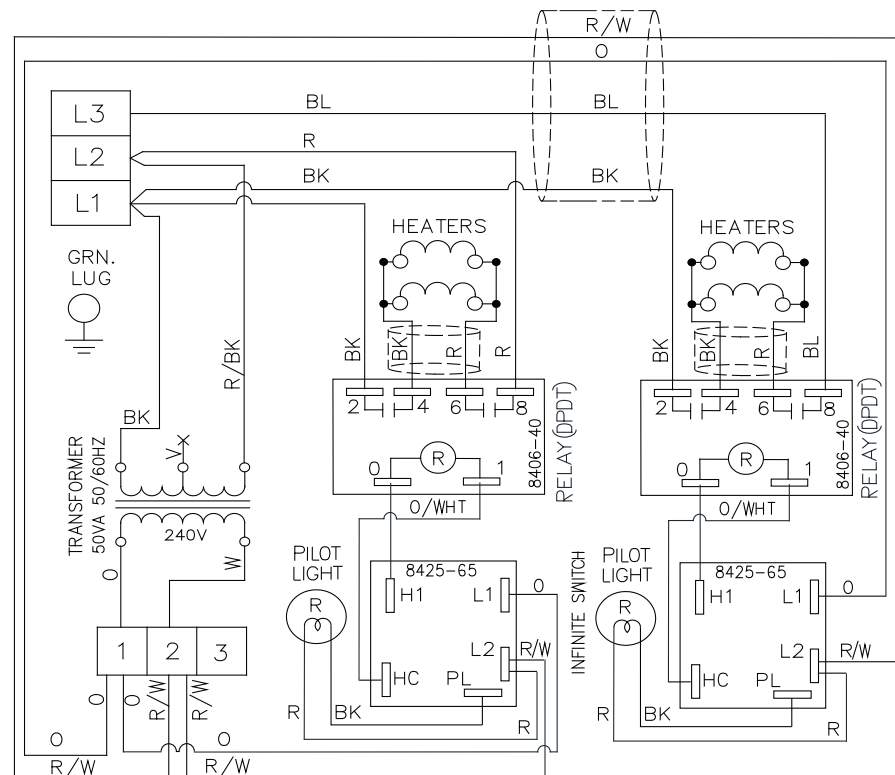 R/W
O
L3
BL
BL
L2
R
L1
BK
BK
GRN.
LUG
HEATERS
HEATERS
R/BK
BK
BK
R
R
BK
BK
R
BL
2
4
6
8
2
4
6
8
BK
V
TRANSFORMER
50VA 50/60HZ
240V
0
R
1
8406-40
RELAY(DPDT)
0
R
1
8406-40
RELAY(DPDT)
O/WHT
O/WHT
O
W
PILOT
LIGHT
R
8425-65
H1
L1
O
L2
R/W
HC
PL
INFINITE SWITCH
PILOT
LIGHT
R
8425-65
H1
L1
O
L2
R/W
HC
PL
1
2
3
O
O
R/W
R/W
R
BK
R
R
BK
R
O
O
R/W
R/W